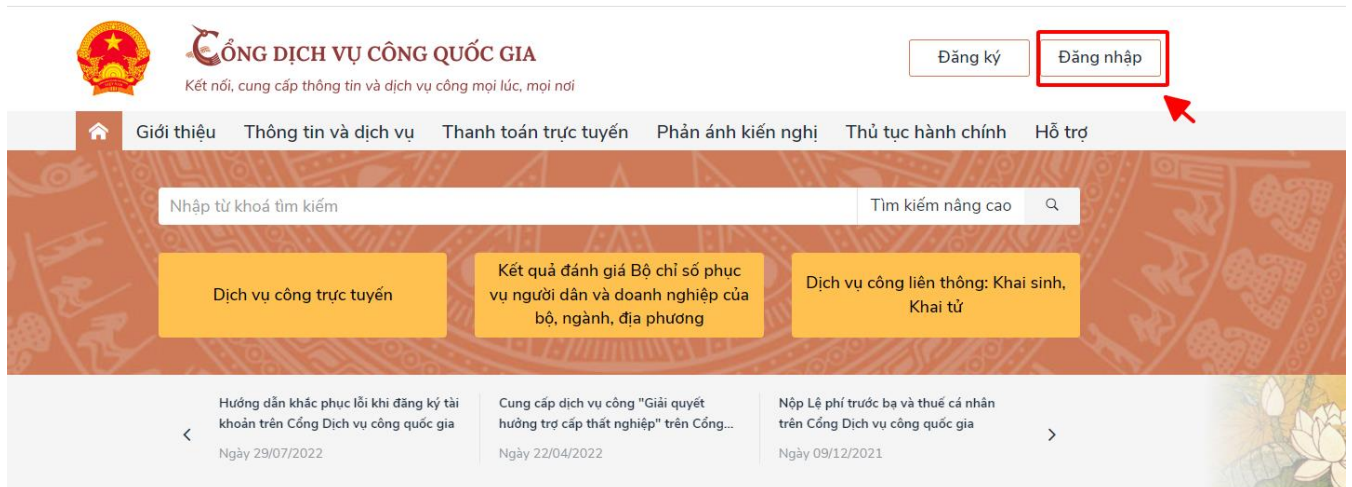 CỔNG DỊCH VỤ CÔNG QUỐC GIA
Kết nối, cung cấp thông tin và dịch vụ công mọi lúc, mọi nơi
Đăng ký
Đăng nhập
Giới thiệu
Thông tin và dịch vụ
Thanh toán trực tuyến
Phản ánh kiến nghị
Thủ tục hành chính
Hỗ trợ
Nhập từ khoá tìm kiếm
Tìm kiếm nâng cao
Dịch vụ công trực tuyến
Kết quả đánh giá Bộ chỉ số phục
vụ người dân và doanh nghiệp của
bộ, ngành, địa phương
Dịch vụ công liên thông: Khai sinh,
Khai tử
Hướng dẫn khắc phục lỗi khi đăng ký tài
khoản trên Cổng Dịch vụ công quốc gia
Ngày 29/07/2022
Cung cấp dịch vụ công "Giải quyết
hưởng trợ cấp thất nghiệp" trên Cổng...
Ngày 22/04/2022
Nộp Lệ phí trước bạ và thuế cá nhân
trên Cổng Dịch vụ công quốc gia
Ngày 09/12/2021